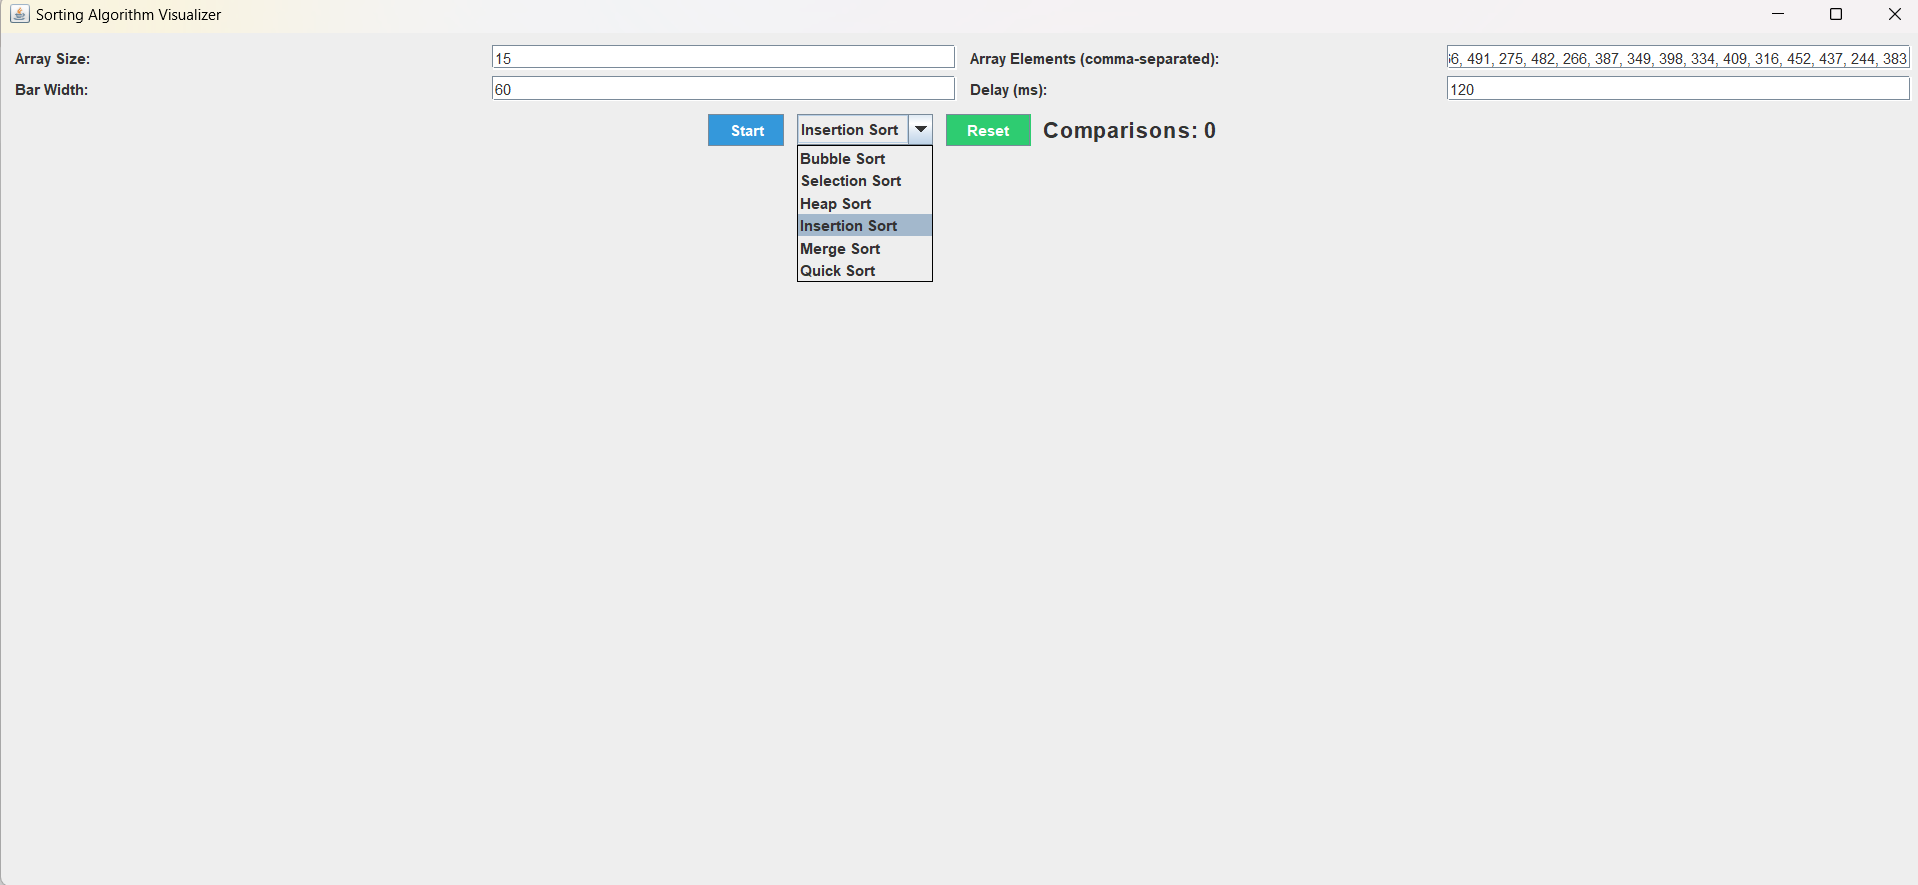 Sorting Algorithm Visualizer
Array Size: 15 Array Elements (comma-separated): 491, 275, 482, 266, 387, 349, 398, 334, 409, 316, 452, 437, 244, 383
Bar Width: 60 Delay (ms): 120
Start Insertion Sort Reset Comparisons: 0
Bubble Sort
Selection Sort
Heap Sort
Insertion Sort
Merge Sort
Quick Sort